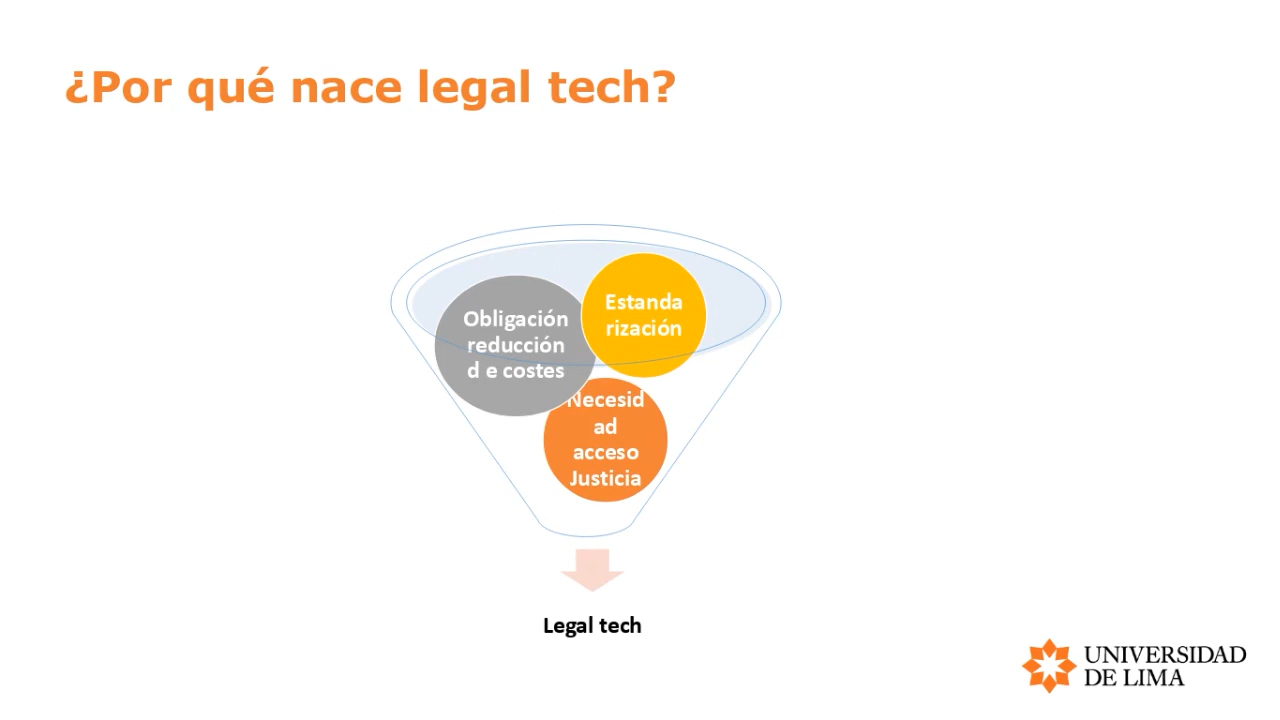 ¿Por qué nace legal tech?
Obligación
reducción
d e costes
Estanda
rización
Necesid
ad
acceso
Justicia
Legal tech
UNIVERSIDAD
DE LIMA